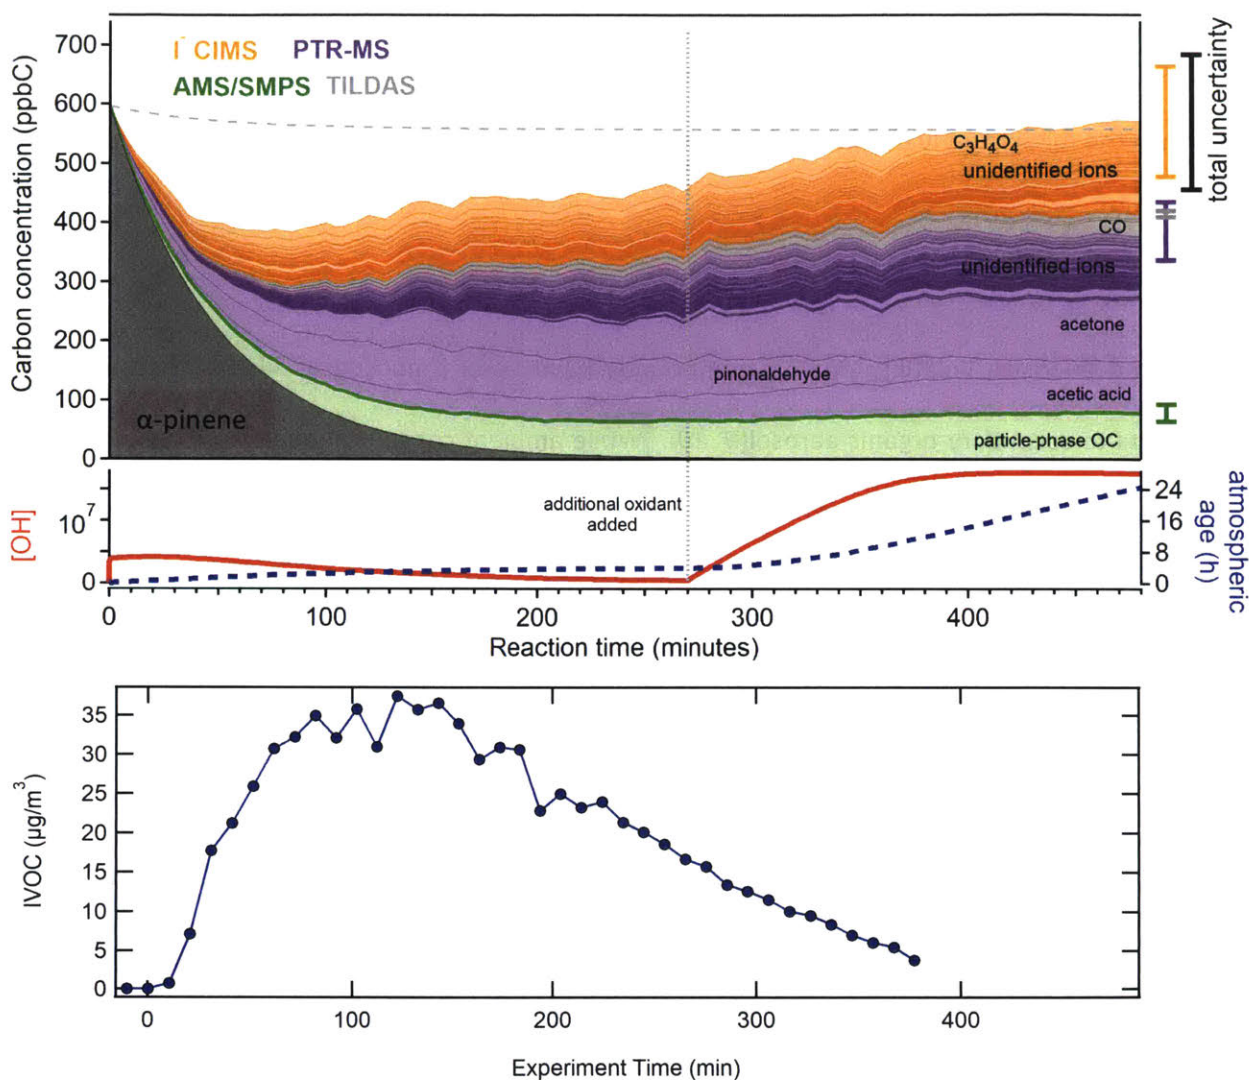 700
600
500
400
300
200
100
0
Carbon concentration (ppbC)
I⁻ CIMS PTR-MS
AMS/SMPS TILDAS
α-pinene
C₃H₄O₄
unidentified ions
CO
unidentified ions
acetone
pinonaldehyde
acetic acid
particle-phase OC
total uncertainty
[OH]
10⁷
0
additional oxidant
added
24
16
8
0
atmospheric
age (h)
0 100 200 300 400
Reaction time (minutes)
IVOC (µg/m³)
35
30
25
20
15
10
5
0
0 100 200 300 400
Experiment Time (min)